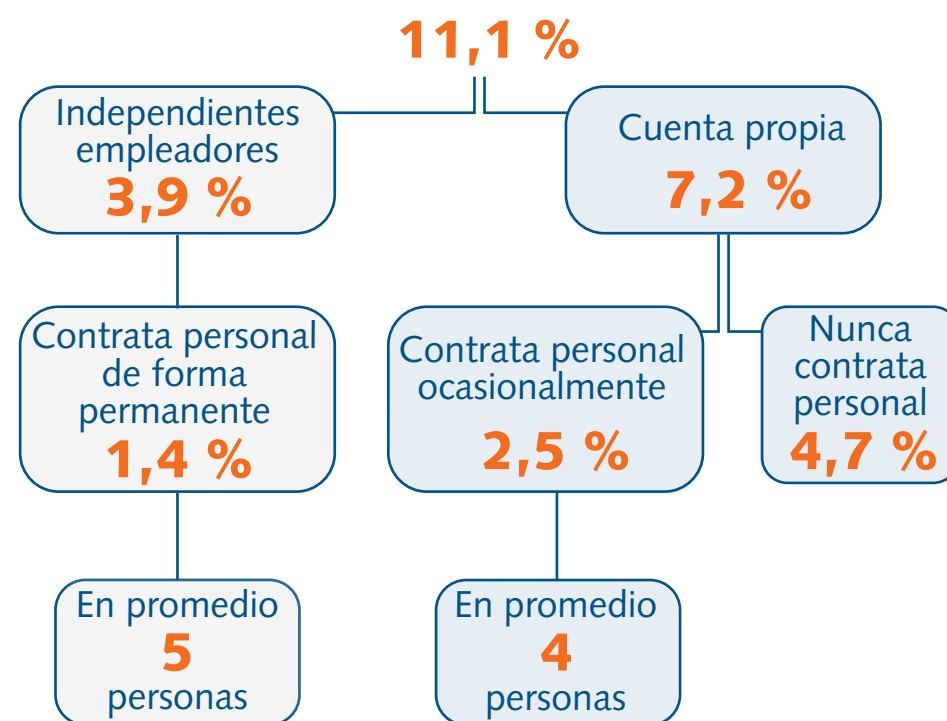 11,1 %
Independientes
empleadores
3,9 %
Cuenta propia
7,2 %
Contrata personal
de forma
permanente
1,4 %
Contrata personal
ocasionalmente
2,5 %
Nunca
contrata
personal
4,7 %
En promedio
5
personas
En promedio
4
personas